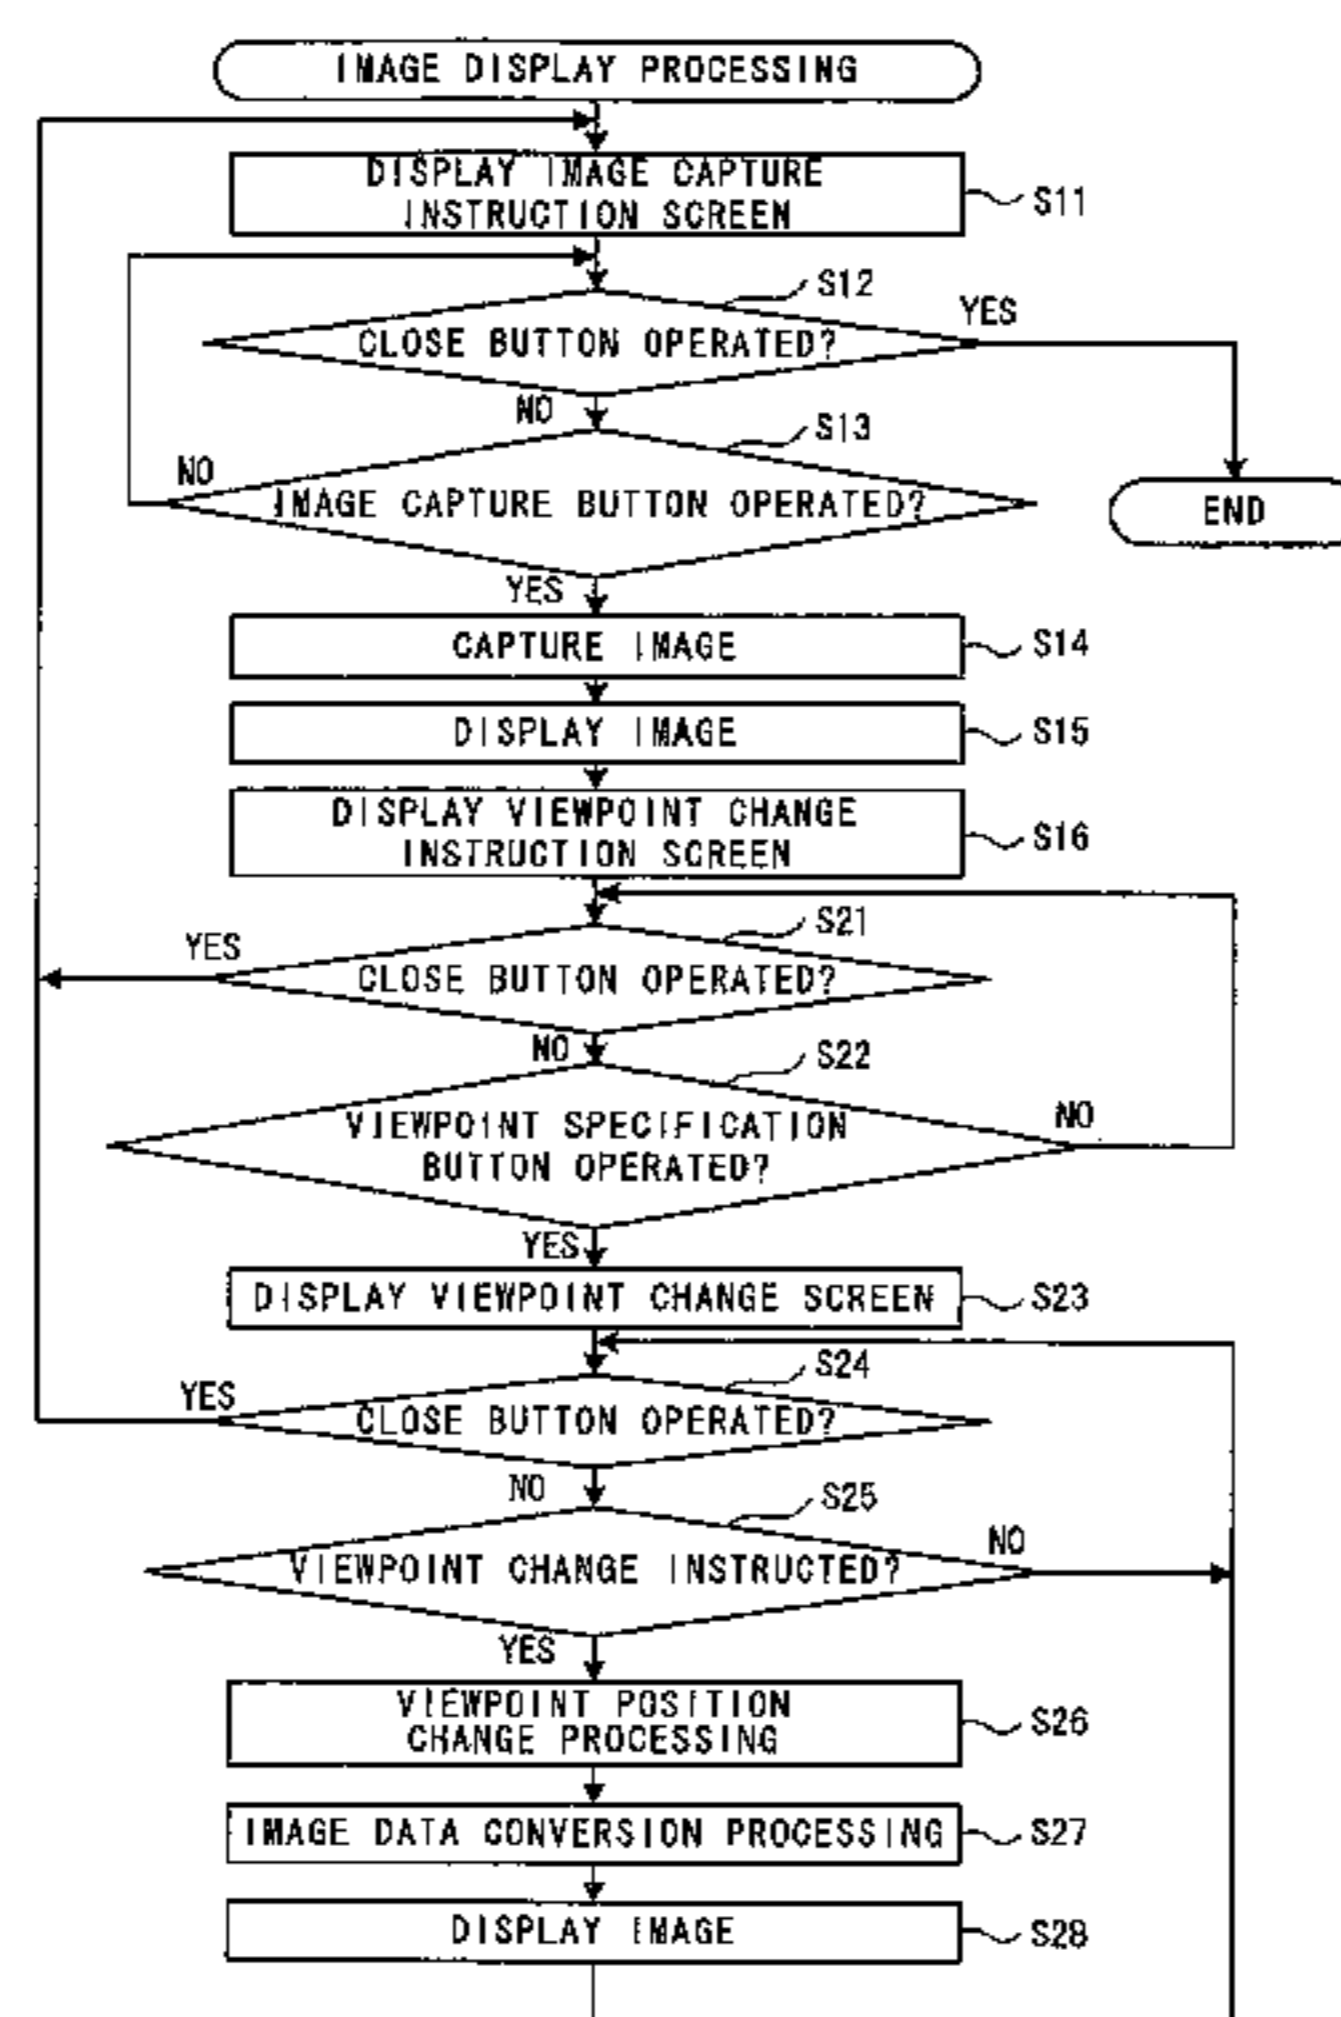 IMAGE DISPLAY PROCESSING
DISPLAY IMAGE CAPTURE
INSTRUCTION SCREEN
S11
S12
CLOSE BUTTON OPERATED?
YES
NO
S13
NO
IMAGE CAPTURE BUTTON OPERATED?
END
YES
CAPTURE IMAGE
S14
DISPLAY IMAGE
S15
DISPLAY VIEWPOINT CHANGE
INSTRUCTION SCREEN
S16
S21
YES
CLOSE BUTTON OPERATED?
NO
S22
VIEWPOINT SPECIFICATION
BUTTON OPERATED?
NO
YES
DISPLAY VIEWPOINT CHANGE SCREEN
S23
S24
YES
CLOSE BUTTON OPERATED?
NO
S25
VIEWPOINT CHANGE INSTRUCTED?
NO
YES
VIEWPOINT POSITION
CHANGE PROCESSING
S26
IMAGE DATA CONVERSION PROCESSING
S27
DISPLAY IMAGE
S28